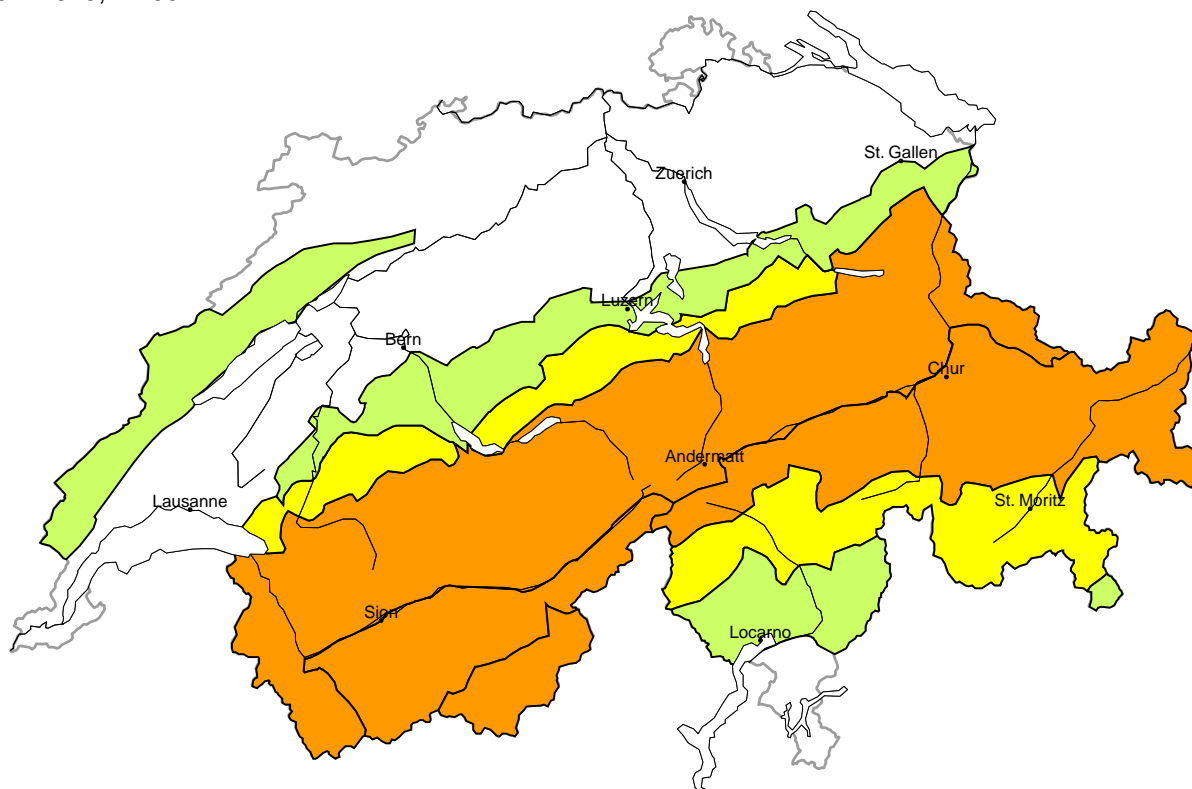 St. Gallen
Zuerich
Luzern
Bern
Chur
Andermatt
Lausanne
St. Moritz
Sion
Locarno